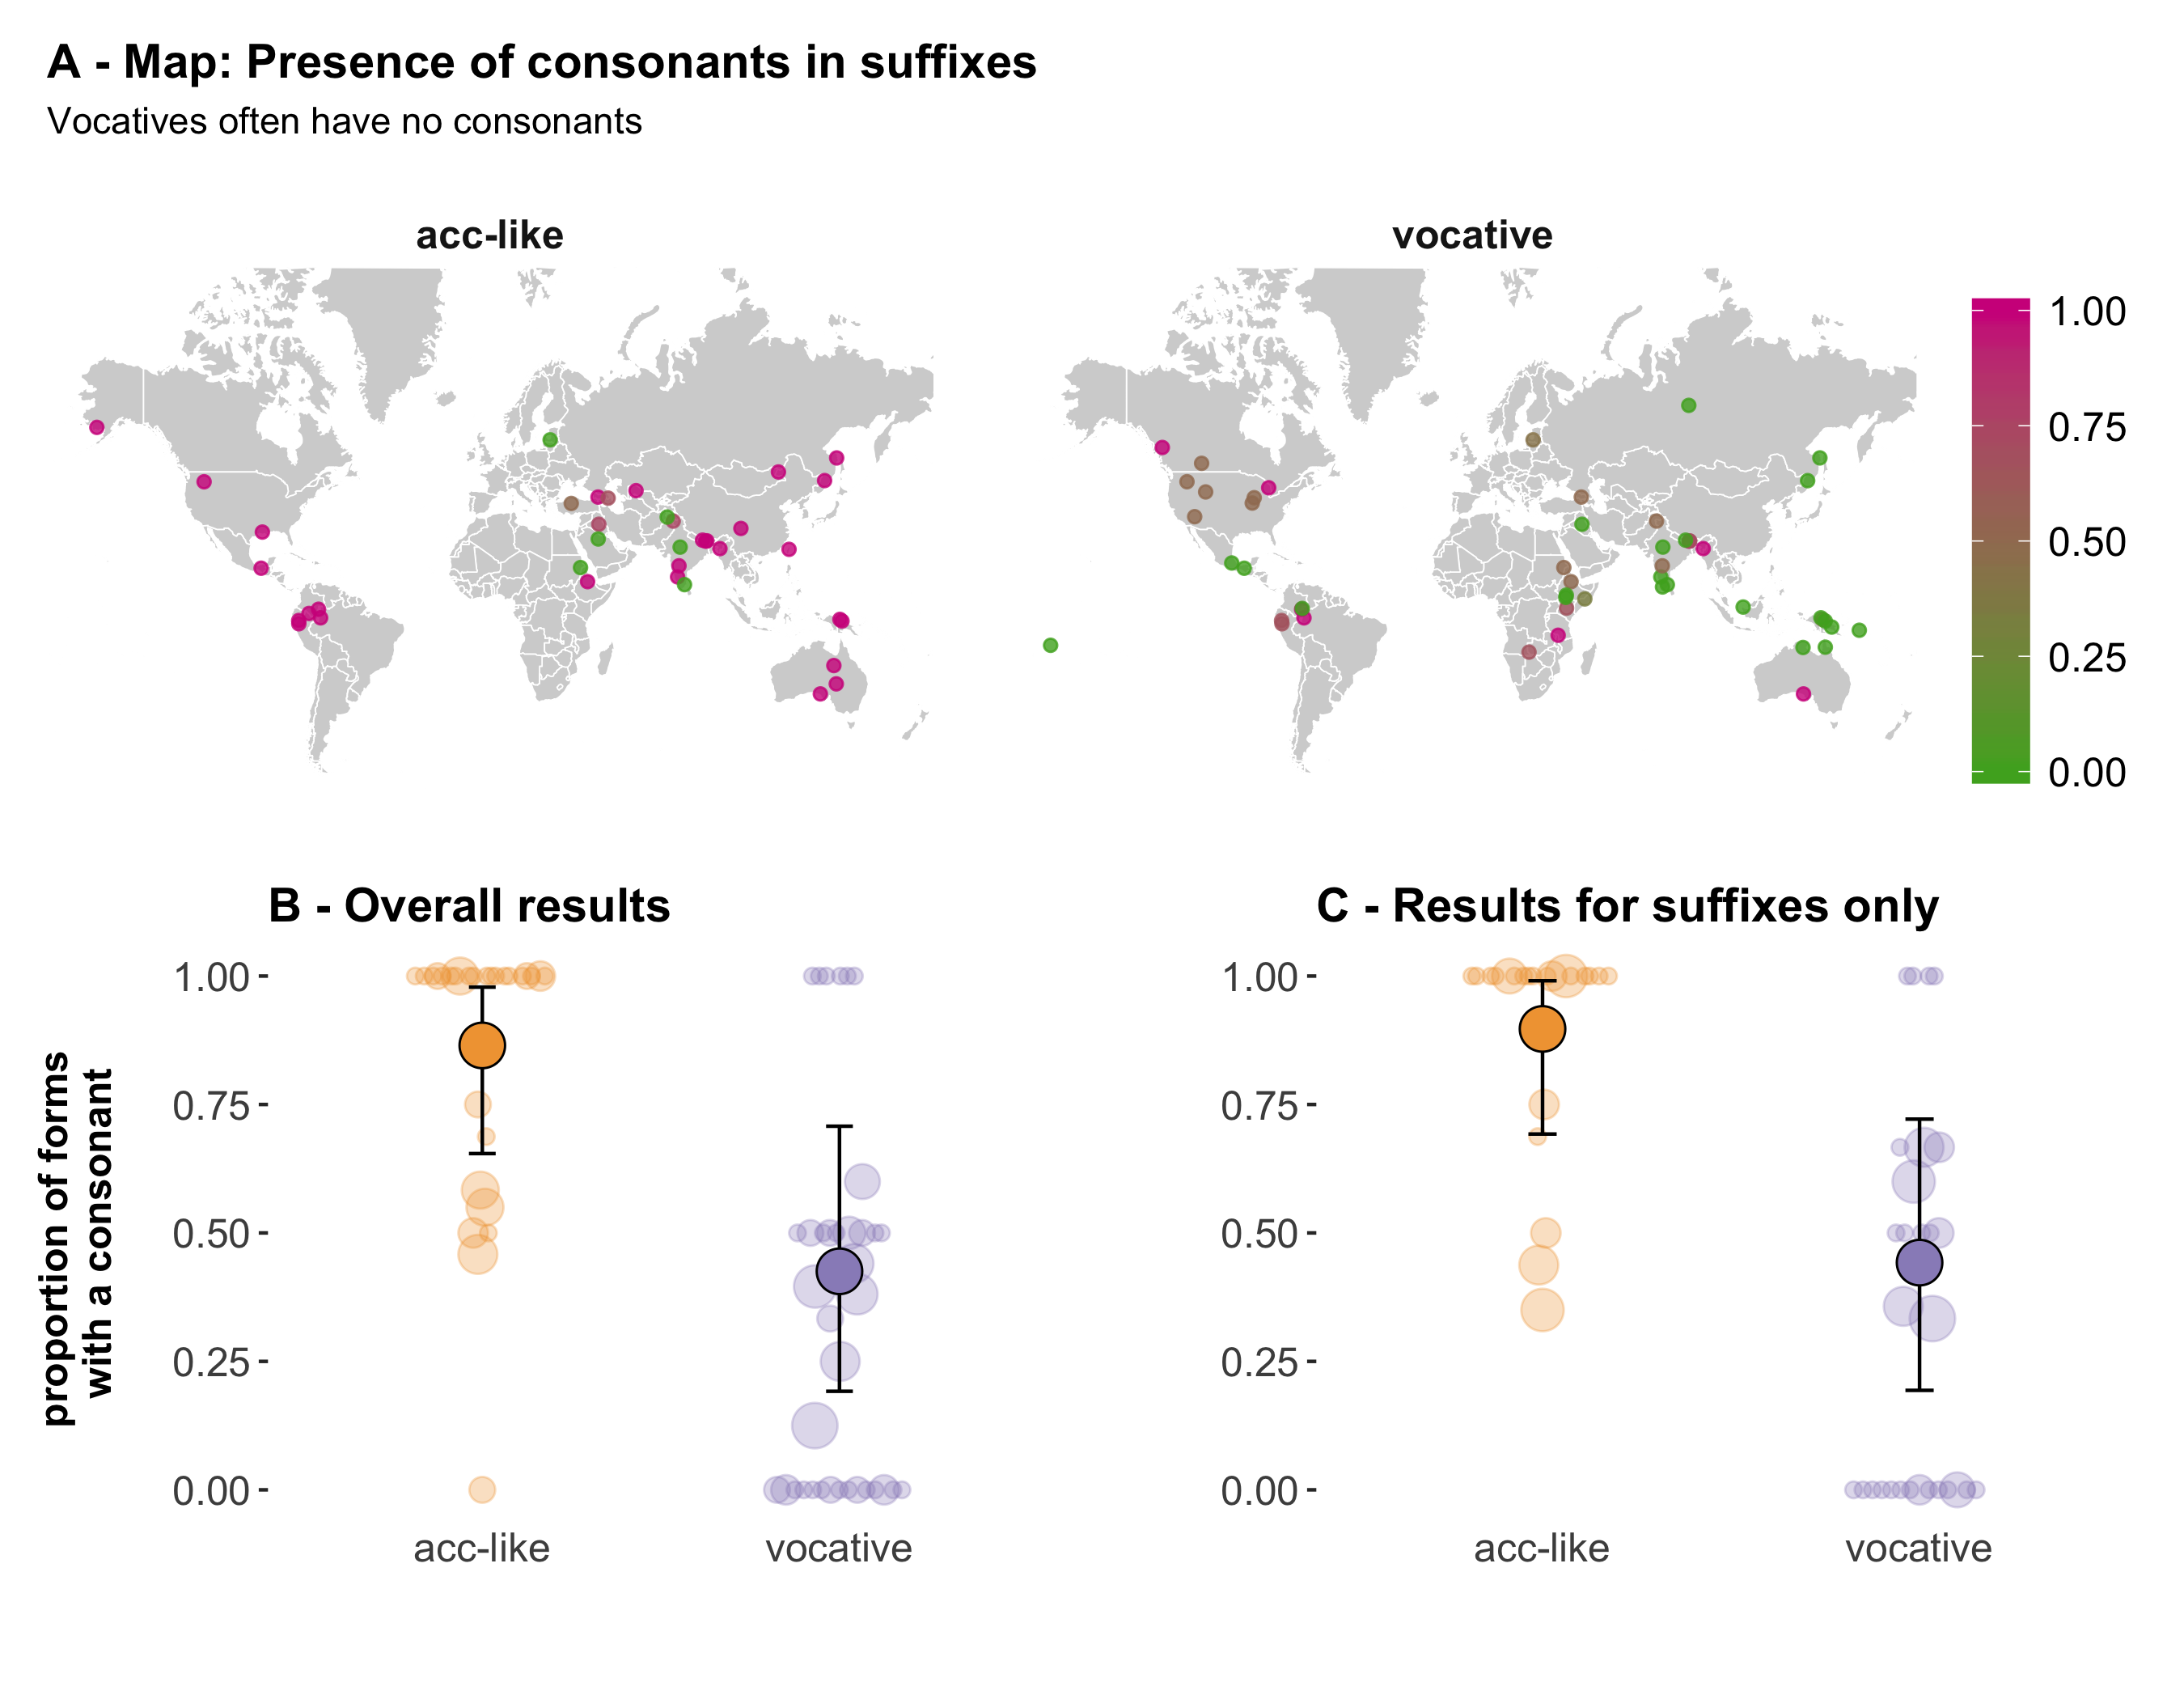 A - Map: Presence of consonants in suffixes
Vocatives often have no consonants
acc-like
vocative
1.00
0.75
0.50
0.25
0.00
B - Overall results
C - Results for suffixes only
proportion of forms
with a consonant
1.00
0.75
0.50
0.25
0.00
acc-like
vocative
1.00
0.75
0.50
0.25
0.00
acc-like
vocative